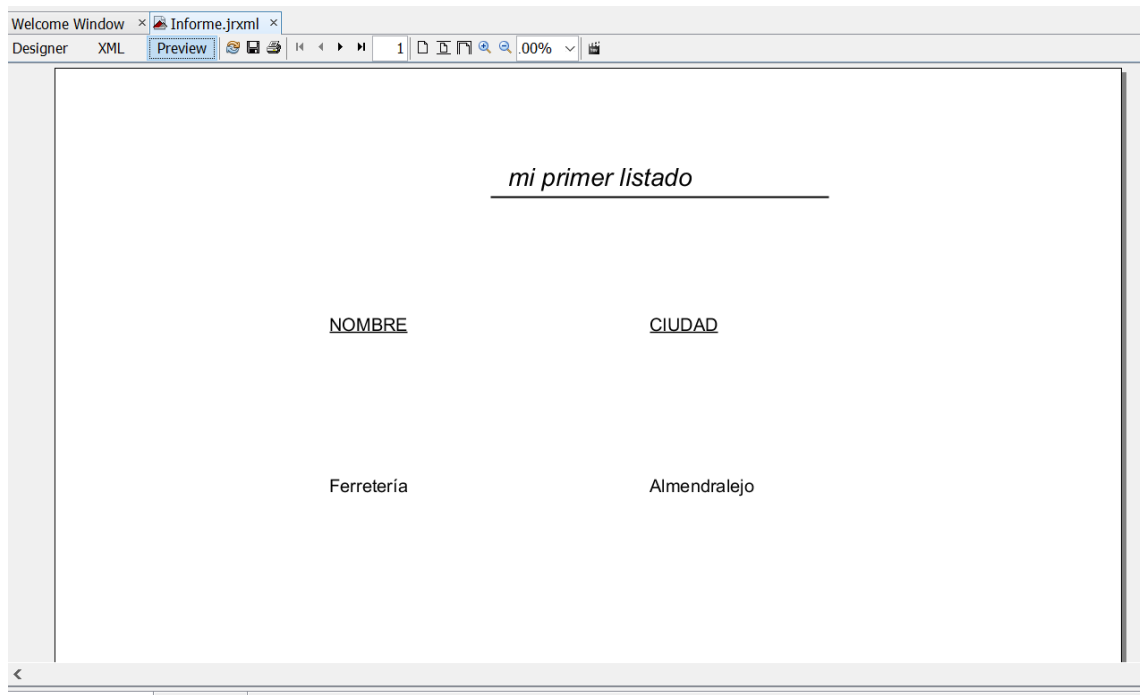 Welcome Window × Informe.jrxml ×
Designer XML Preview 1 .00%
mi primer listado
NOMBRE CIUDAD
Ferretería Almendralejo